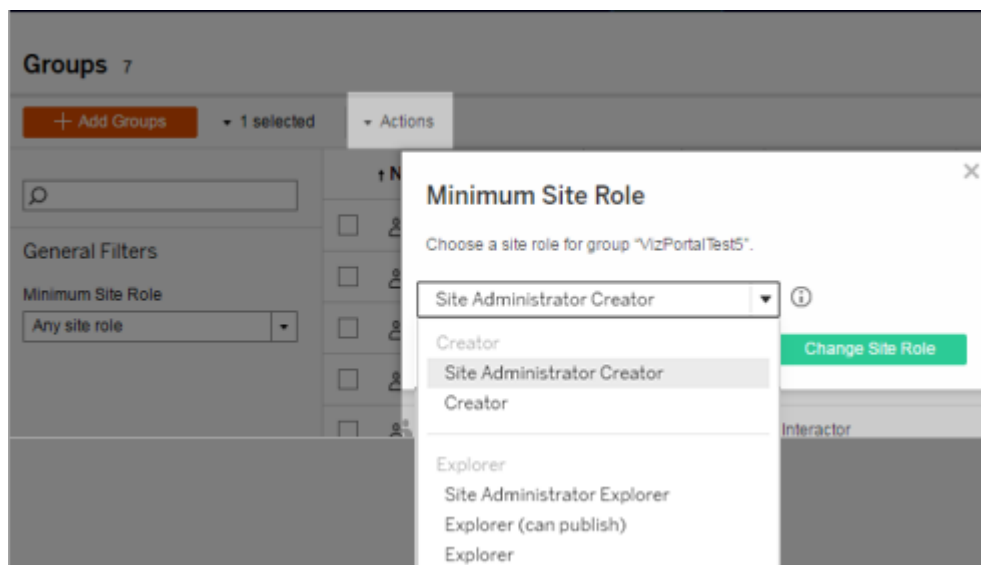 Groups 7
+ Add Groups
1 selected
Actions
↑ N
Minimum Site Role
Choose a site role for group “VizPortalTest5”.
General Filters
Minimum Site Role
Any site role
Site Administrator Creator
Change Site Role
Creator
Site Administrator Creator
Creator
Interactor
Explorer
Site Administrator Explorer
Explorer (can publish)
Explorer